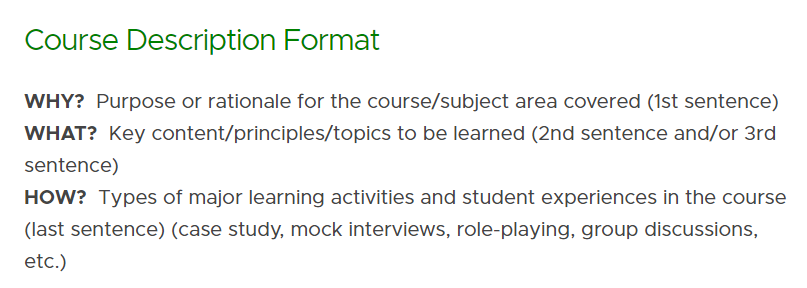 Course Description Format
WHY?  Purpose or rationale for the course/subject area covered (1st sentence)
WHAT?  Key content/principles/topics to be learned (2nd sentence and/or 3rd
sentence)
HOW?  Types of major learning activities and student experiences in the course
(last sentence) (case study, mock interviews, role-playing, group discussions,
etc.)